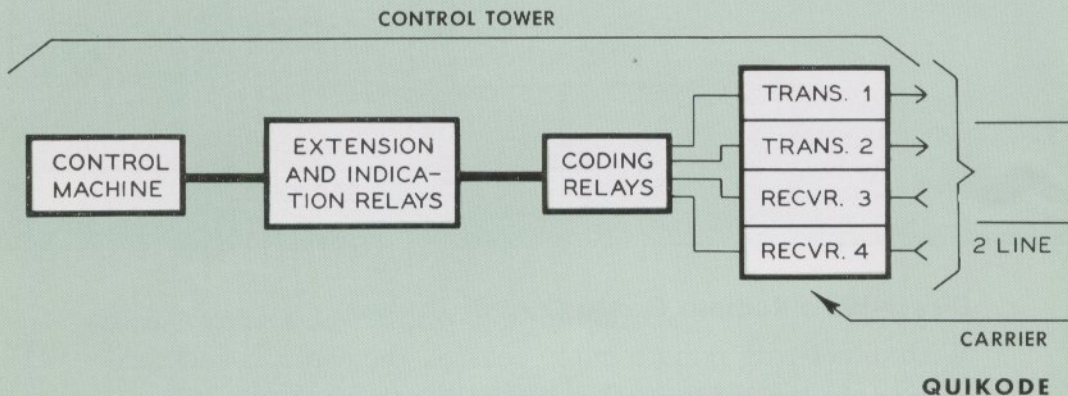 CONTROL TOWER
CONTROL
MACHINE
EXTENSION
AND INDICA-
TION RELAYS
CODING
RELAYS
TRANS. 1
TRANS. 2
RECVR. 3
RECVR. 4
2 LINE
CARRIER
QUIKODE